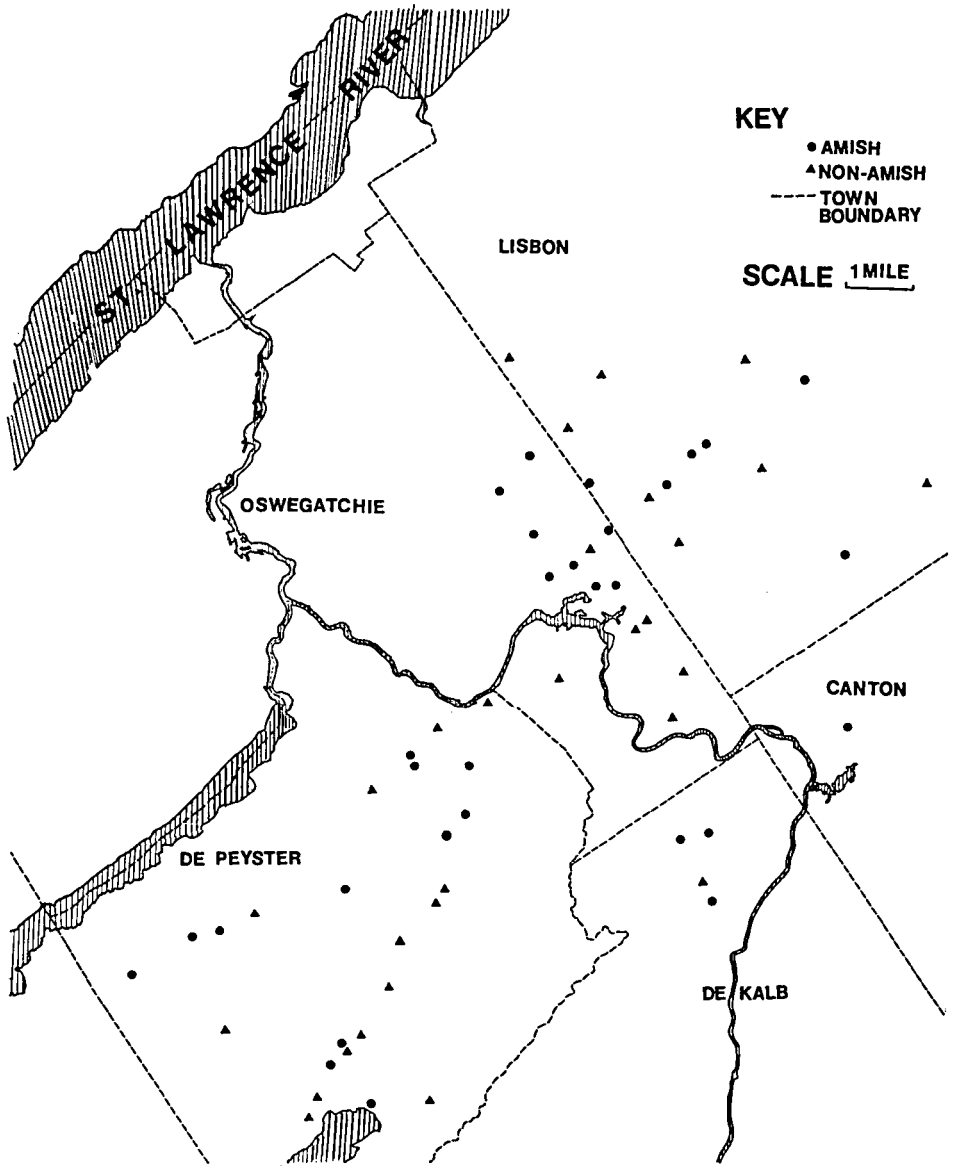 ST. LAWRENCE RIVER
KEY
AMISH
NON-AMISH
TOWN
BOUNDARY
LISBON
SCALE 1 MILE
OSWEGATCHIE
CANTON
DE PEYSTER
DE KALB